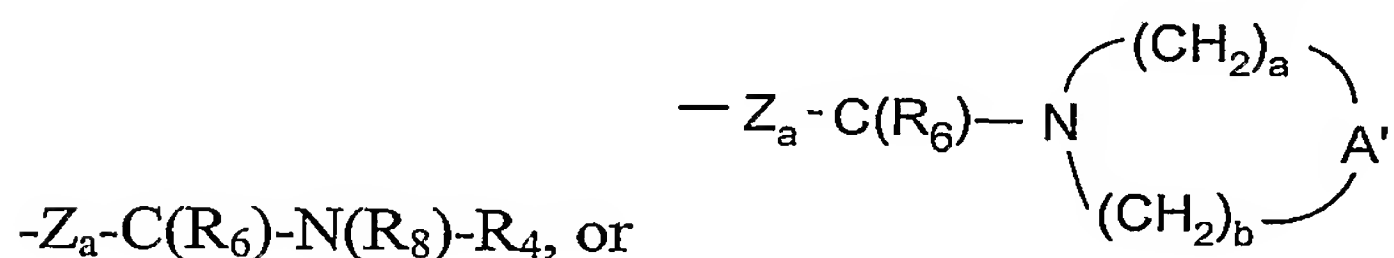 (CH2)a
— Za-C(R6)— N A'
(CH2)b
-Za-C(R6)-N(R8)-R4, or